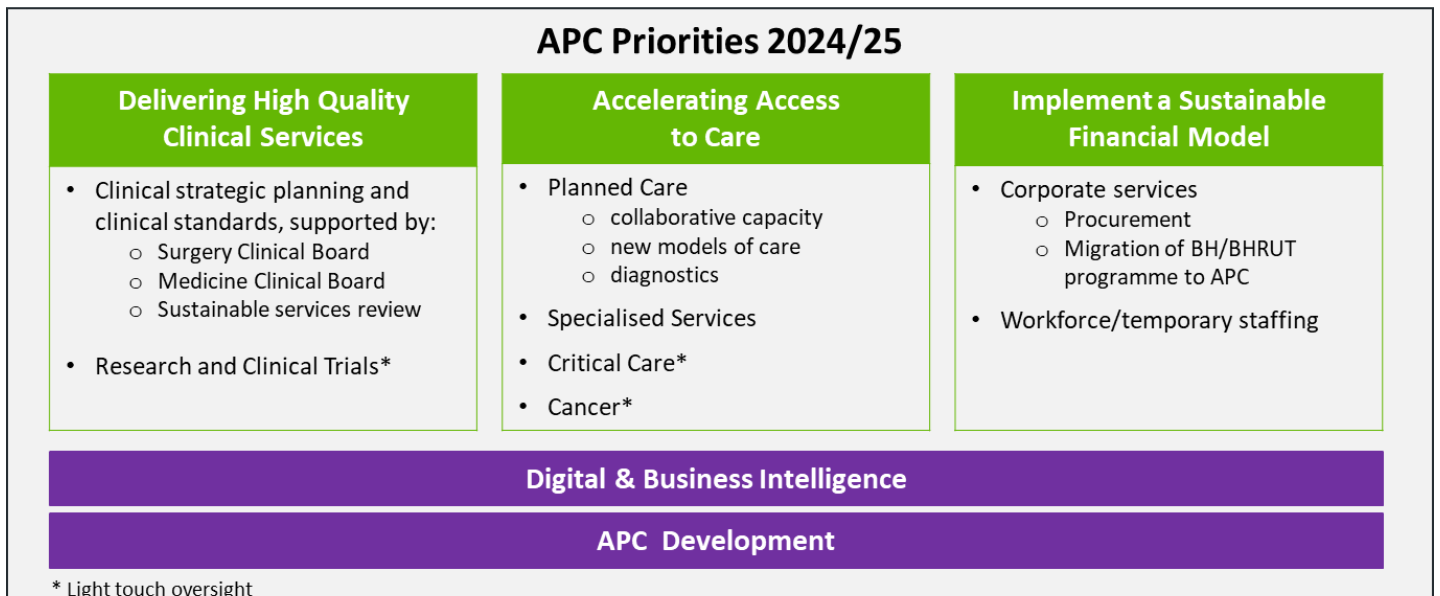 APC Priorities 2024/25
Delivering High Quality
Clinical Services
• Clinical strategic planning and
clinical standards, supported by:
o Surgery Clinical Board
o Medicine Clinical Board
o Sustainable services review
• Research and Clinical Trials*
Accelerating Access
to Care
• Planned Care
o collaborative capacity
o new models of care
o diagnostics
• Specialised Services
• Critical Care*
• Cancer*
Implement a Sustainable
Financial Model
• Corporate services
o Procurement
o Migration of BH/BHRUT
programme to APC
• Workforce/temporary staffing
Digital & Business Intelligence
APC Development
* Light touch oversight